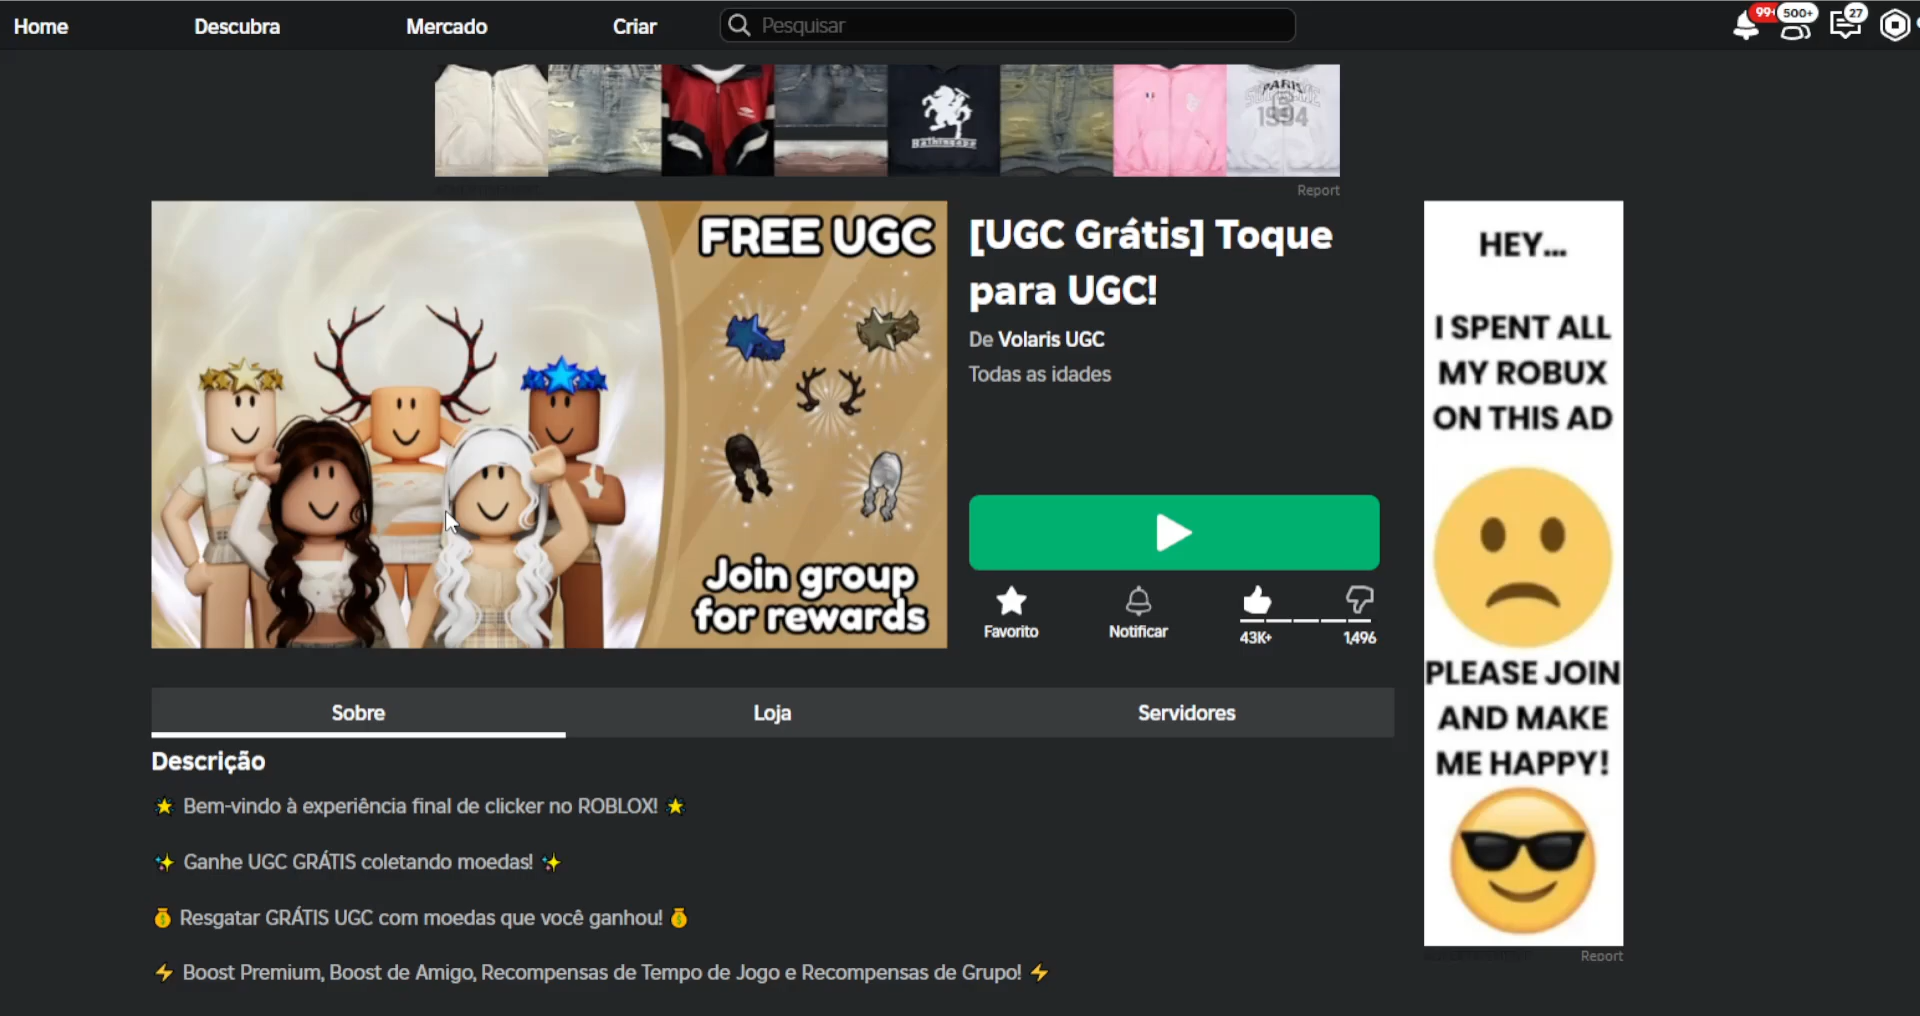 Home
Descubra
Mercado
Criar
Pesquisar
99+
500+
27
PARIS
1994
Report
FREE UGC
Join group
for rewards
[UGC Grátis] Toque
para UGC!
De Volaris UGC
Todas as idades
Favorito
Notificar
43K+
1,496
HEY...
I SPENT ALL
MY ROBUX
ON THIS AD
PLEASE JOIN
AND MAKE
ME HAPPY!
Report
Sobre
Loja
Servidores
Descrição
Bem-vindo à experiência final de clicker no ROBLOX!
Ganhe UGC GRÁTIS coletando moedas!
Resgatar GRÁTIS UGC com moedas que você ganhou!
Boost Premium, Boost de Amigo, Recompensas de Tempo de Jogo e Recompensas de Grupo!